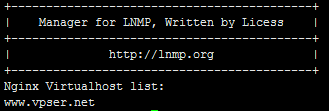 +-------------------------------------------+
|    Manager for LNMP, Written by Licess    |
+-------------------------------------------+
|              http://lnmp.org              |
+-------------------------------------------+
Nginx Virtualhost list:
www.vpser.net